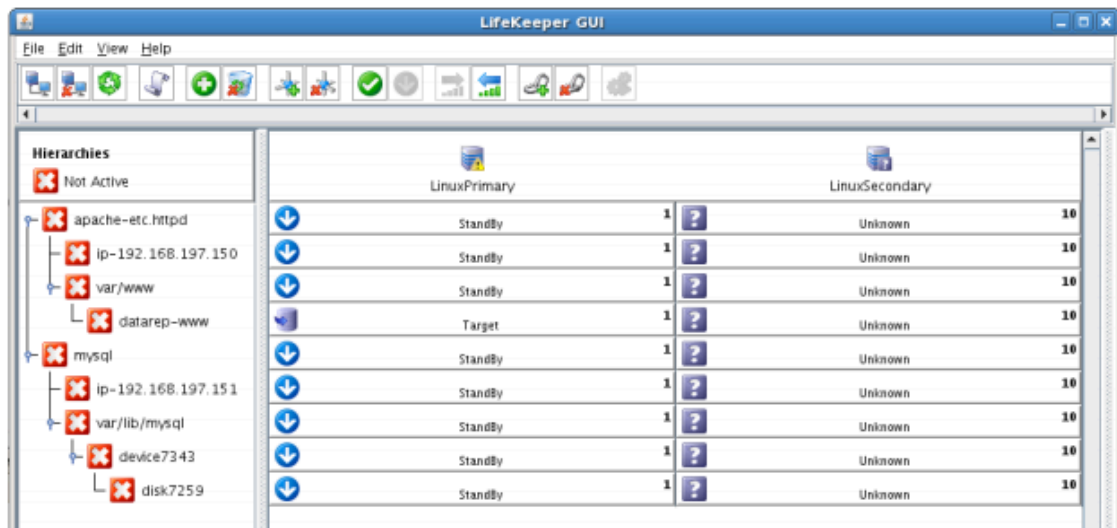 LifeKeeper GUI
File Edit View Help
Hierarchies
Not Active
LinuxPrimary
LinuxSecondary
apache-etc.httpd
StandBy 1
? Unknown 10
ip-192.168.197.150
StandBy 1
? Unknown 10
var/www
StandBy 1
? Unknown 10
datarep-www
Target 1
? Unknown 10
mysql
StandBy 1
? Unknown 10
ip-192.168.197.151
StandBy 1
? Unknown 10
var/lib/mysql
StandBy 1
? Unknown 10
device7343
StandBy 1
? Unknown 10
disk7259
StandBy 1
? Unknown 10